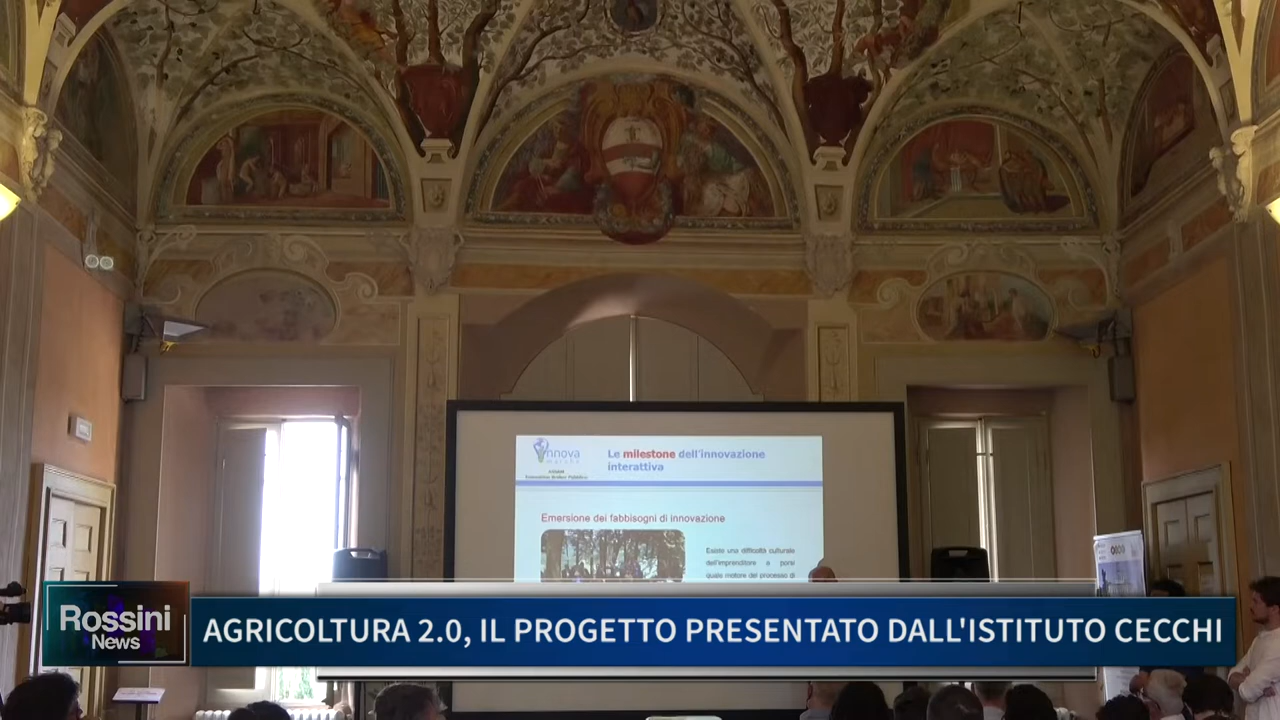 nnova
Le milestone dell'innovazione
interattiva
Emersione dei fabbisogni di innovazione
Esiste una difficoltà culturale
dell'imprenditore a porsi
quale motore del processo di
Rossini
News
AGRICOLTURA 2.0, IL PROGETTO PRESENTATO DALL'ISTITUTO CECCHI